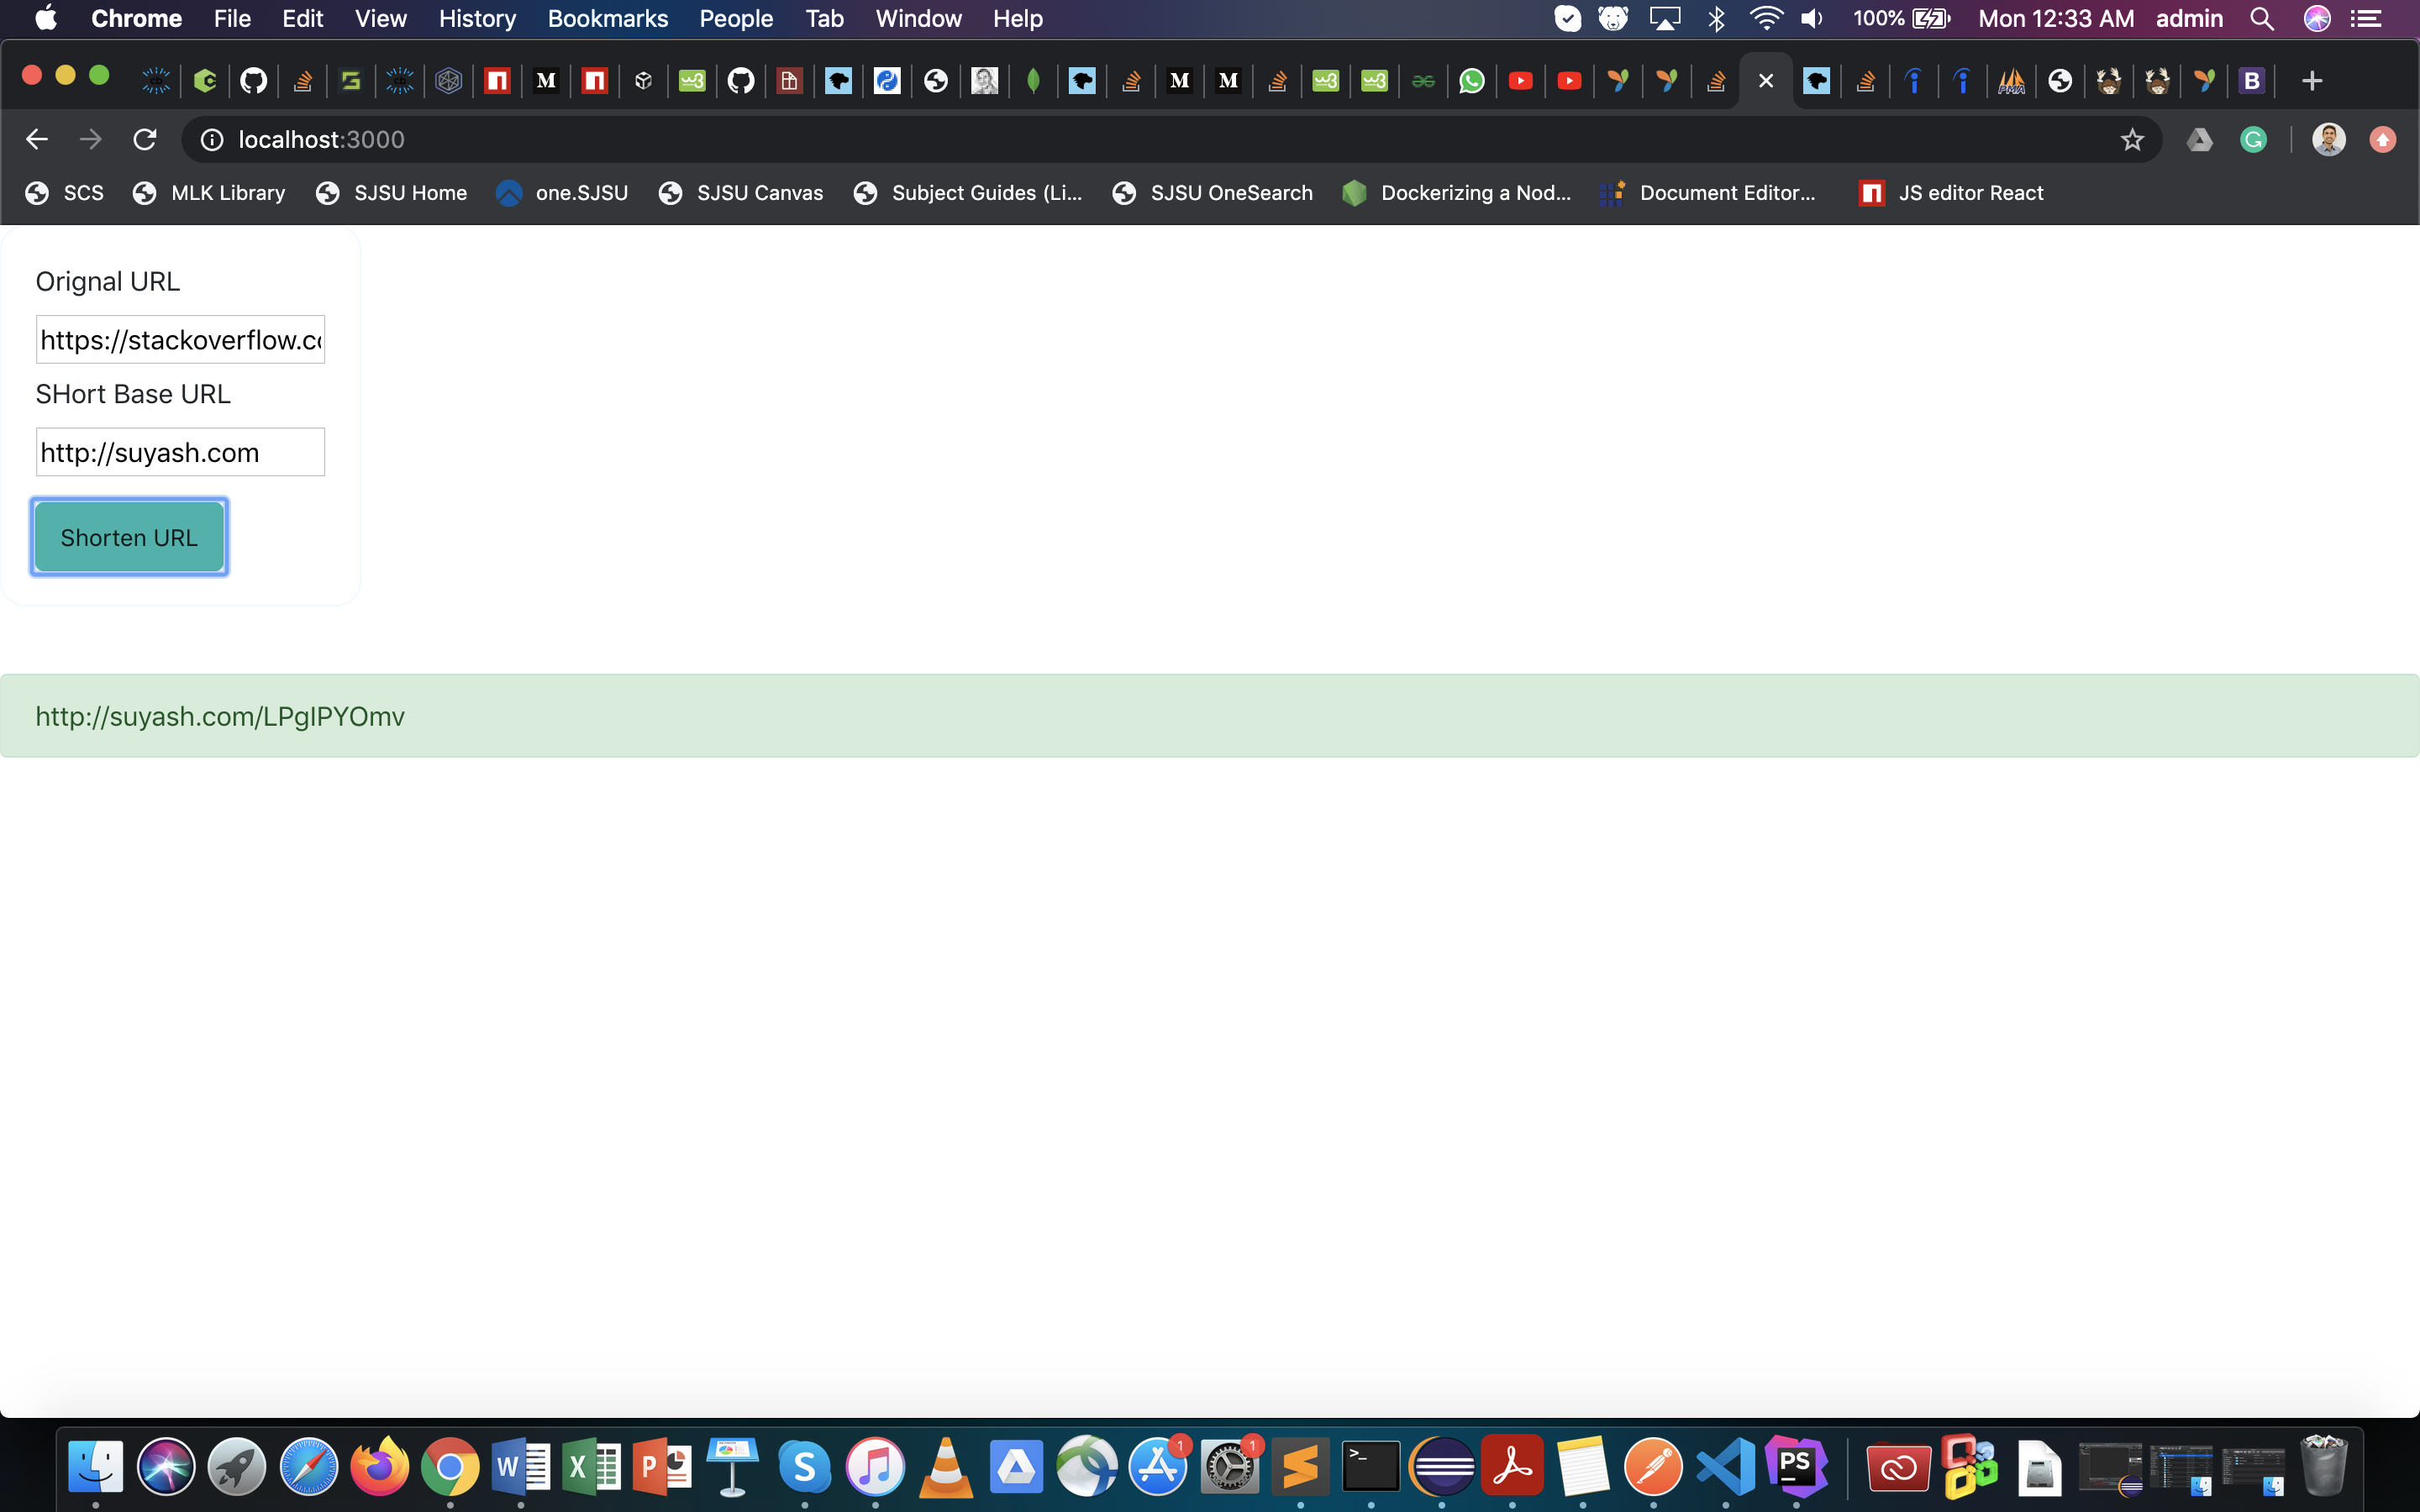 Chrome File Edit View History Bookmarks People Tab Window Help 100% Mon 12:33 AM admin
localhost:3000
SCS MLK Library SJSU Home one.SJSU SJSU Canvas Subject Guides (Li... SJSU OneSearch Dockerizing a Nod... Document Editor... JS editor React
Orignal URL
https://stackoverflow.co
SHort Base URL
http://suyash.com
Shorten URL
http://suyash.com/LPgIPYOmv